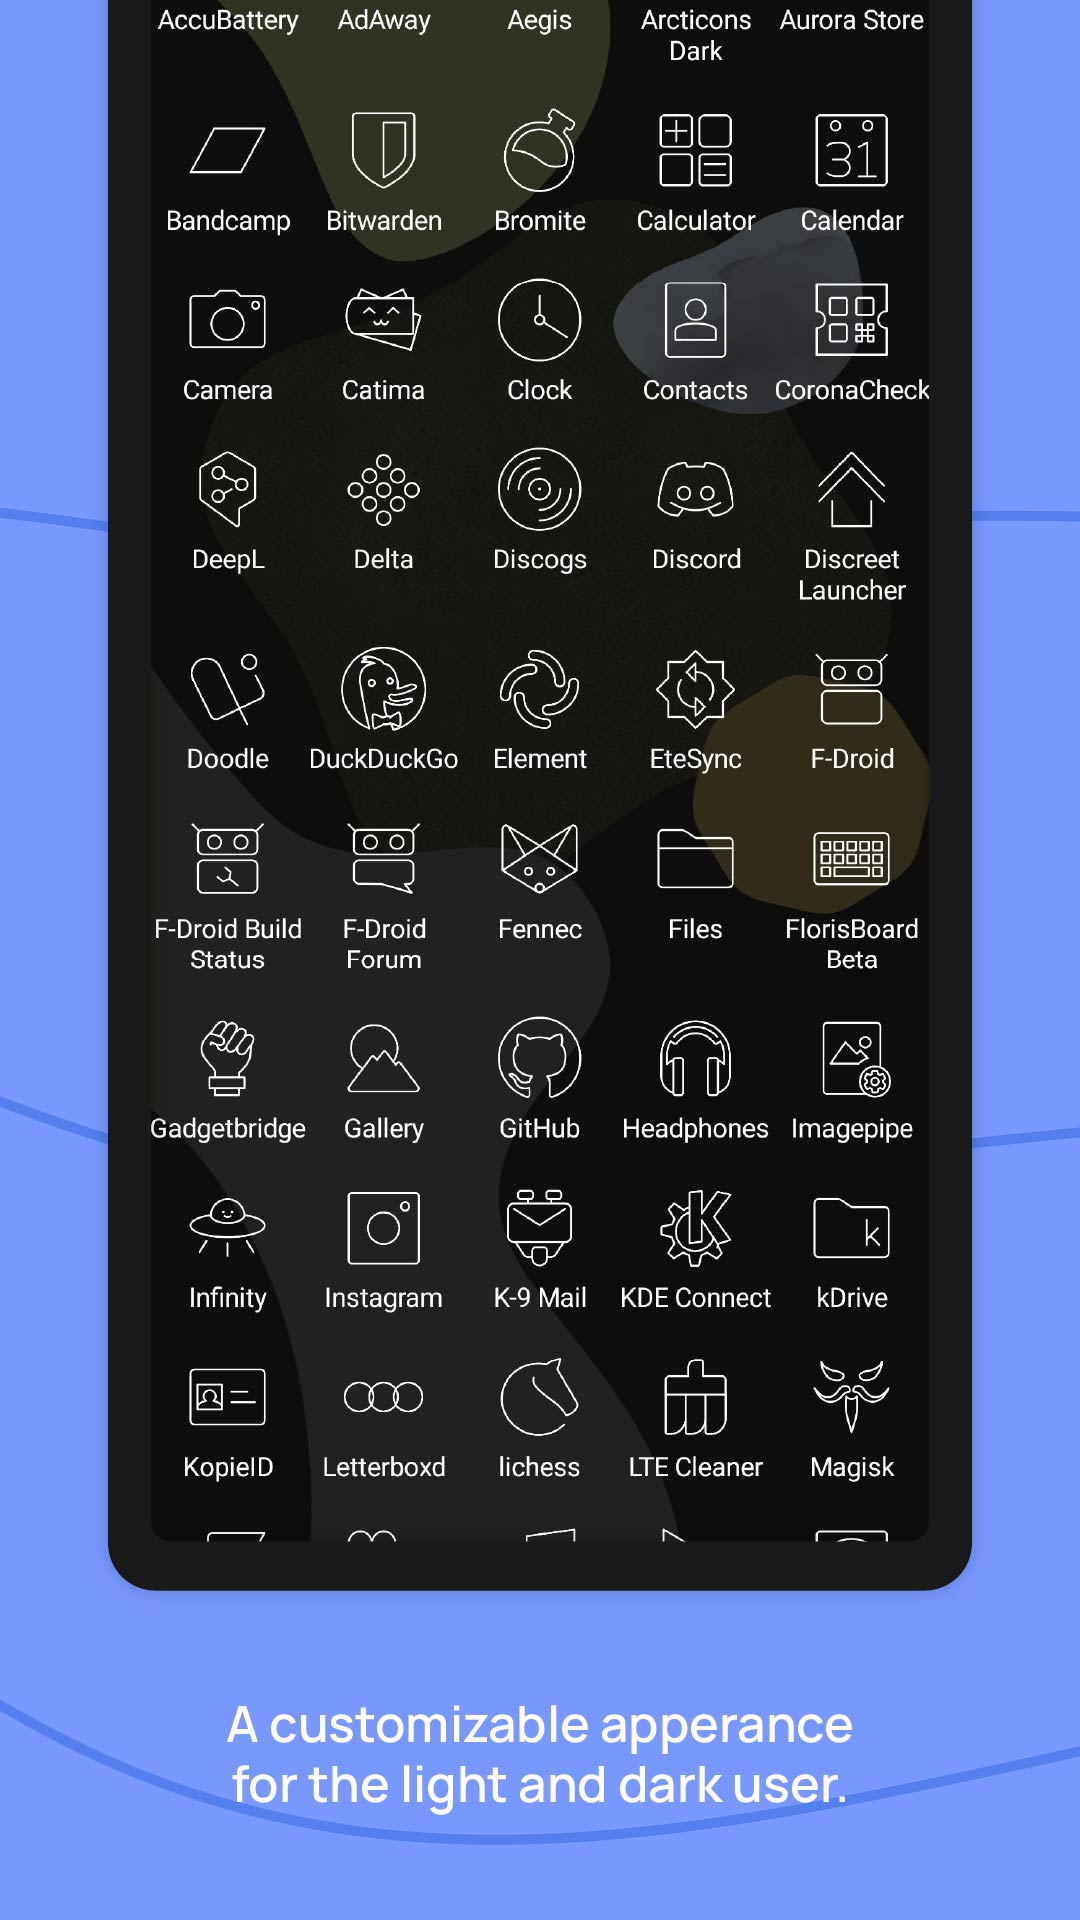 AccuBattery AdAway Aegis Arcticons Aurora Store
Dark
31
Bandcamp Bitwarden Bromite Calculator Calendar
Camera Catima Clock Contacts CoronaCheck
DeepL Delta Discogs Discord Discreet
Launcher
Doodle DuckDuckGo Element EteSync F-Droid
F-Droid Build F-Droid Fennec Files FlorisBoard
Status Forum Beta
Gadgetbridge Gallery GitHub Headphones Imagepipe
K k
Infinity Instagram K-9 Mail KDE Connect kDrive
KopieID Letterboxd lichess LTE Cleaner Magisk
A customizable apperance
for the light and dark user.